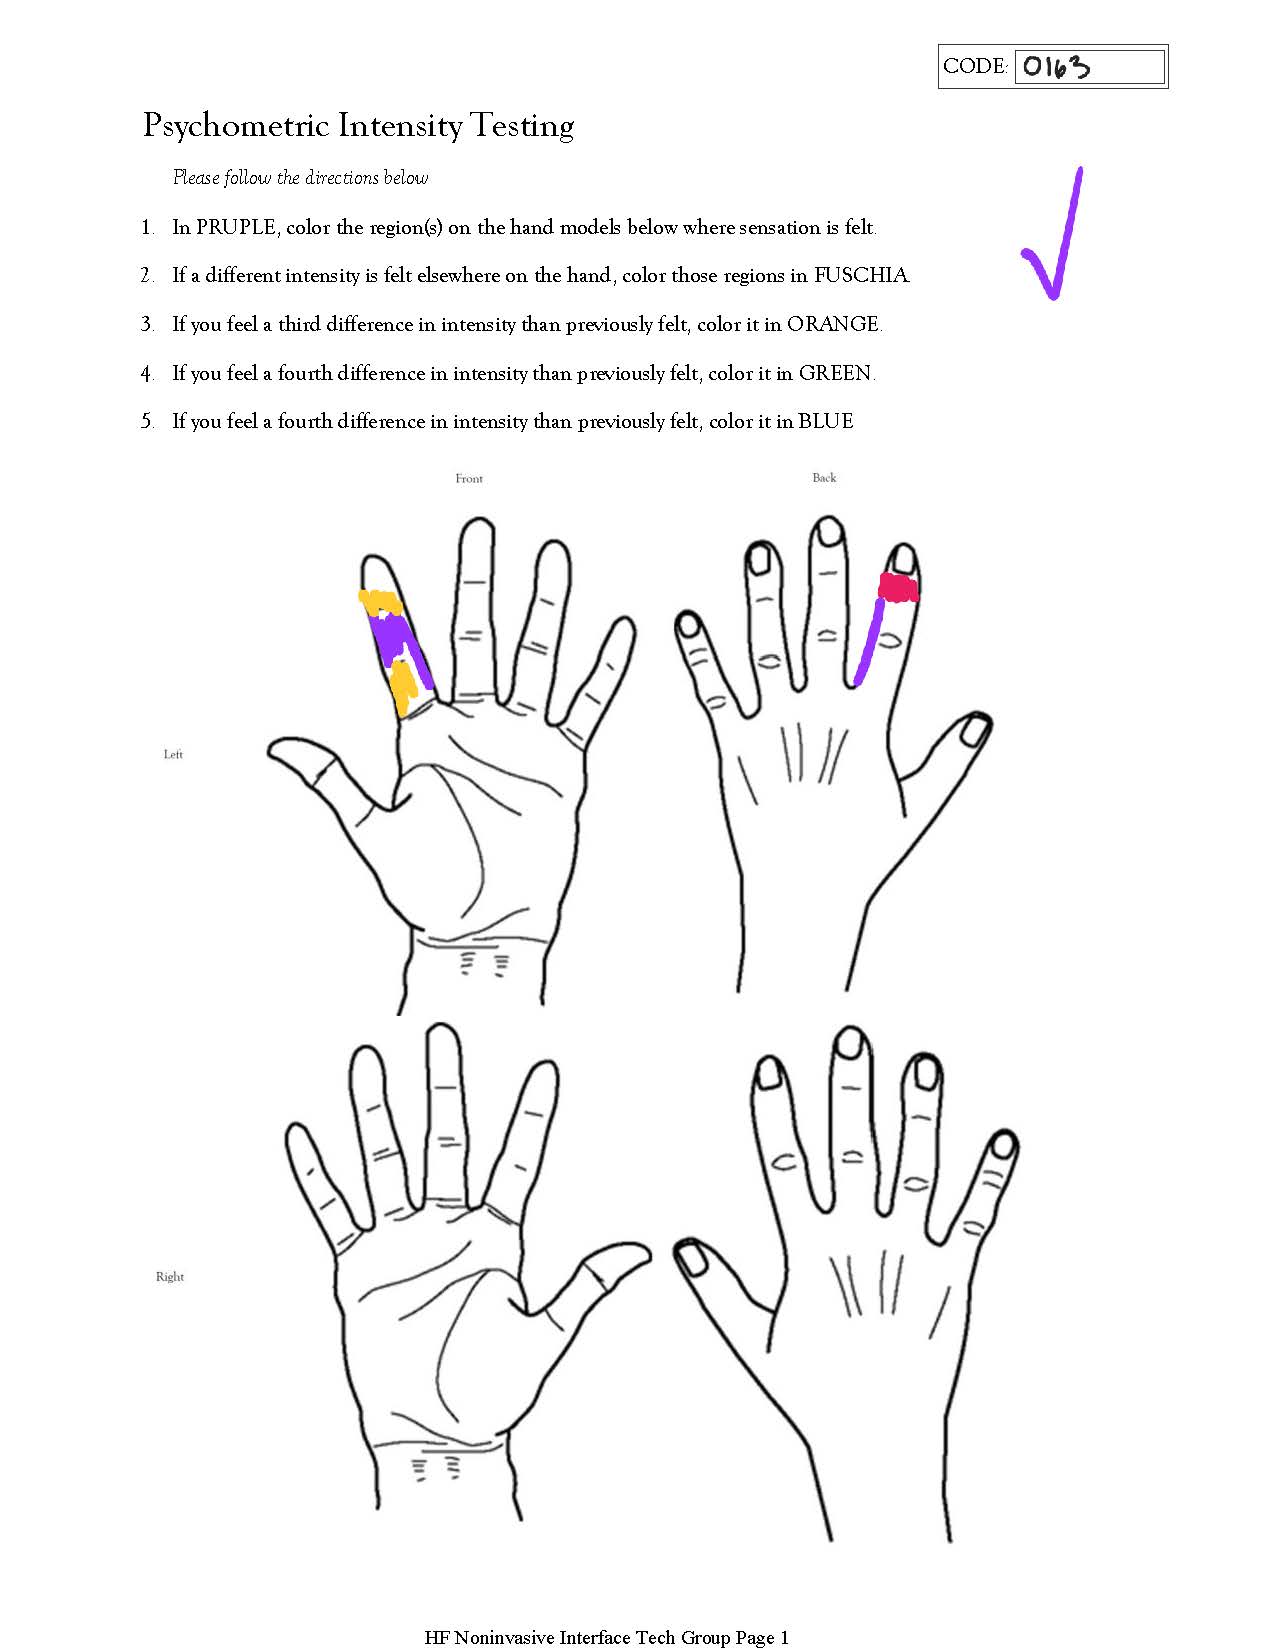 CODE: 0163
Psychometric Intensity Testing
Please follow the directions below
1. In PRUPLE, color the region(s) on the hand models below where sensation is felt.
2. If a different intensity is felt elsewhere on the hand, color those regions in FUSCHIA.
3. If you feel a third difference in intensity than previously felt, color it in ORANGE.
4. If you feel a fourth difference in intensity than previously felt, color it in GREEN.
5. If you feel a fourth difference in intensity than previously felt, color it in BLUE
Front Back
Left
Right
HF Noninvasive Interface Tech Group Page 1